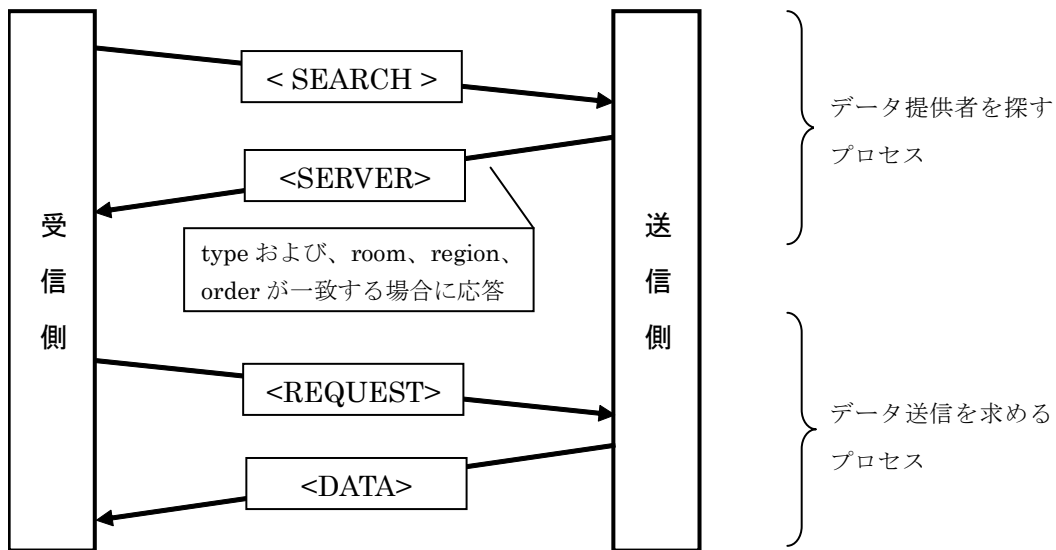 < SEARCH >
データ提供者を探す
プロセス
<SERVER>
受信側
送信側
type および、room、region、
order が一致する場合に応答
<REQUEST>
データ送信を求める
プロセス
<DATA>